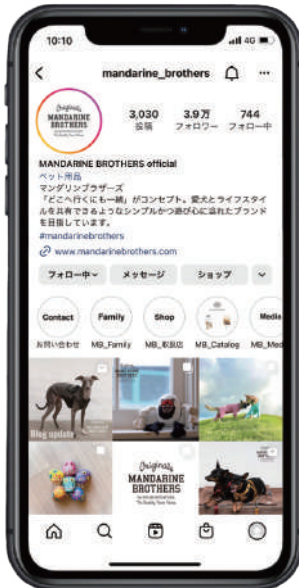 10:10
4G
mandarine_brothers
Originals
MANDARINE
BROTHERS
3,030
3.9万
744
投稿
フォロワー
フォロー中
MANDARINE BROTHERS official
ペット用品
マンダリンブラザーズ
「どこへ行くにも一緒」がコンセプト。愛犬とライフスタイ
ルを共有できるようなシンプルかつ遊び心に溢れたブランド
を目指しています。
#mandarinebrothers
www.mandarinebrothers.com
フォロー中
メッセージ
ショップ
Contact
Family
Shop
Media
お問い合わせ
MB_Family
MB_取扱店
MB_Catalog
MB_Med
Blog update
Originals
MANDARINE
BROTHERS